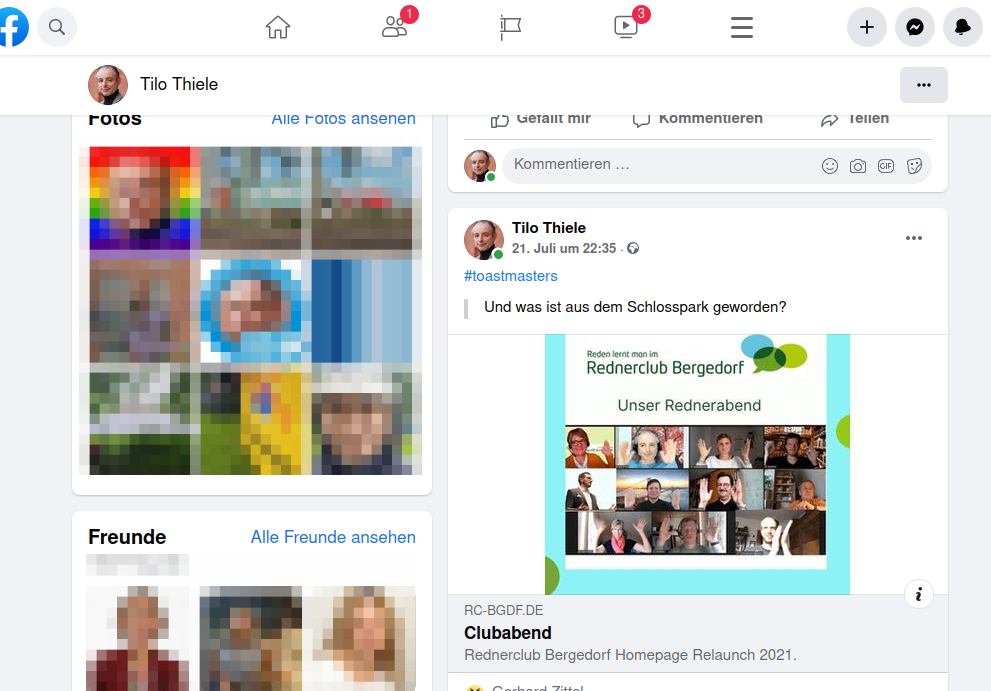 1
3
Tilo Thiele
Fotos
Alle Fotos ansehen
Gefällt mir
Kommentieren
Teilen
Kommentieren …
GIF
Tilo Thiele
21. Juli um 22:35 ·
#toastmasters
Und was ist aus dem Schlosspark geworden?
Reden lernt man im
Rednerclub Bergedorf
Unser Rednerabend
Freunde
Alle Freunde ansehen
RC-BGDF.DE
Clubabend
Rednerclub Bergedorf Homepage Relaunch 2021.
Gerhard Zittel